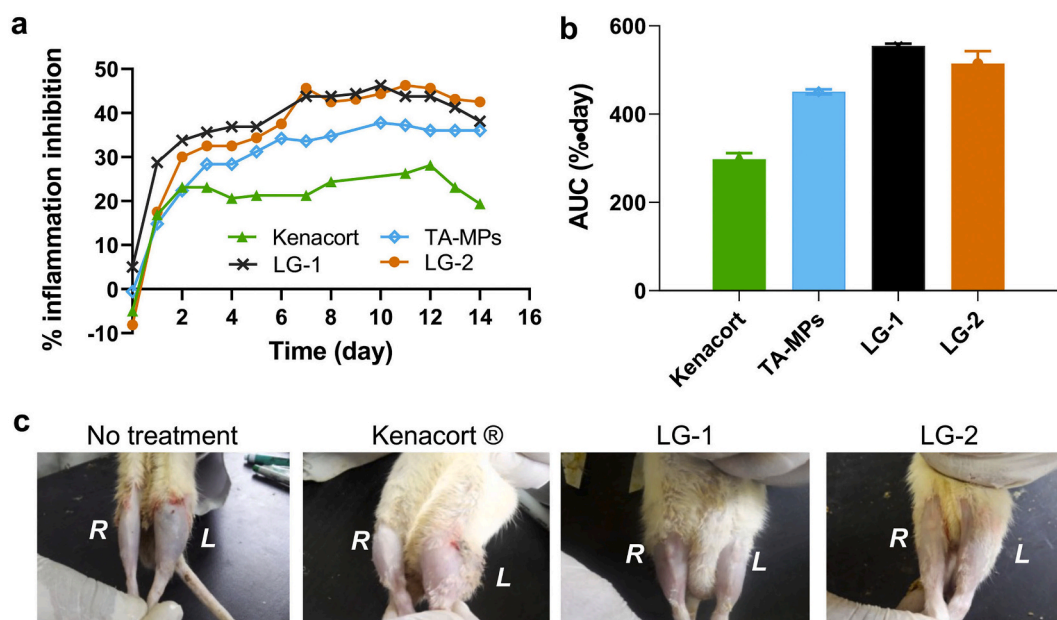 a
% inflammation inhibition
50
40
30
20
10
0
-10
2 4 6 8 10 12 14 16
Time (day)
Kenacort TA-MPs
LG-1 LG-2
b
AUC (%•day)
600
400
200
0
Kenacort TA-MPs LG-1 LG-2
c
No treatment Kenacort ® LG-1 LG-2
R L R L R L R L